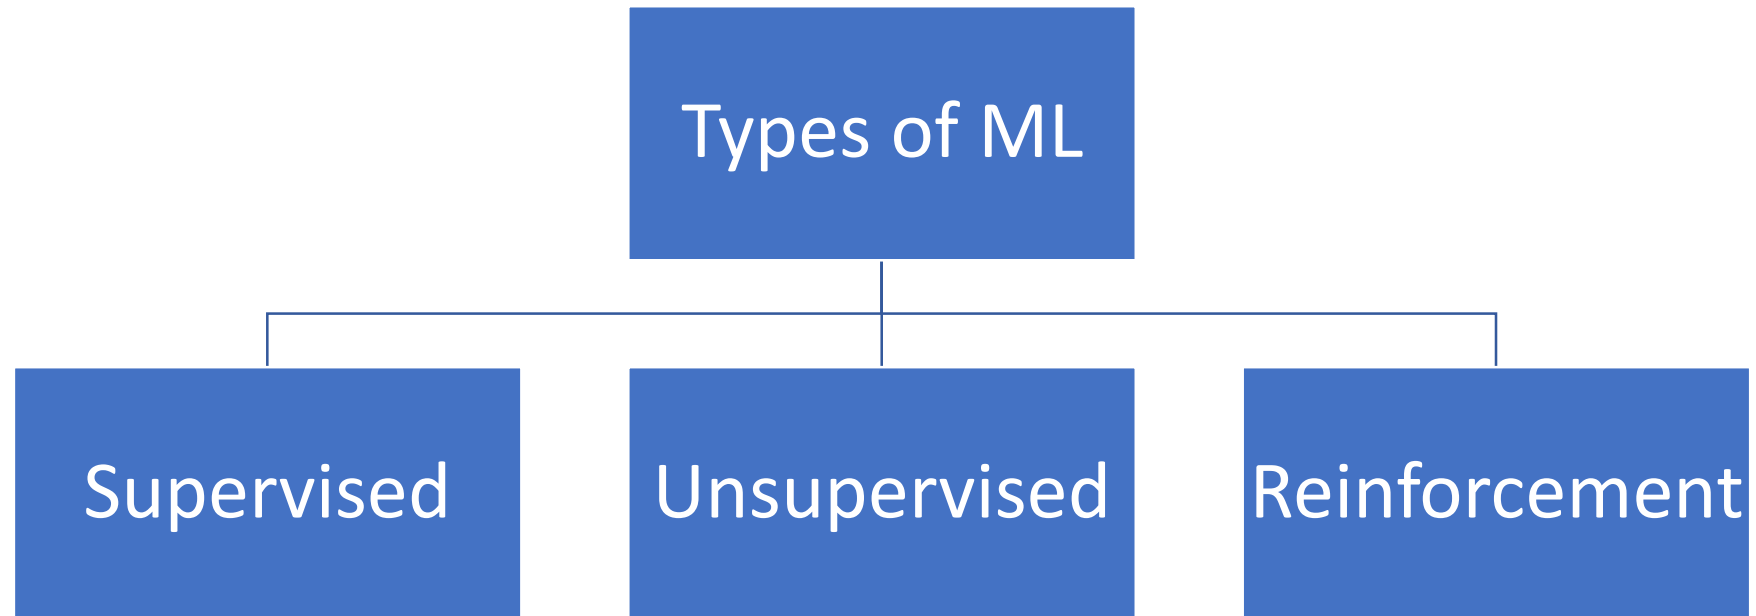 Types of ML
Supervised
Unsupervised
Reinforcement